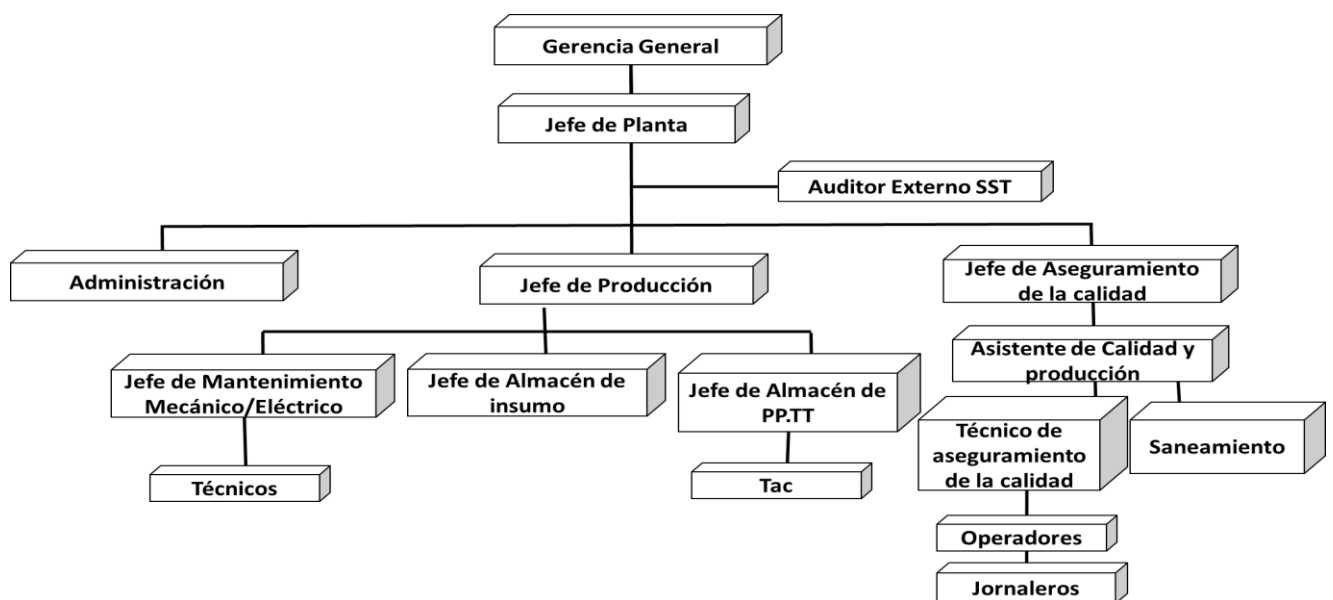 Gerencia General
Jefe de Planta
Auditor Externo SST
Administración
Jefe de Producción
Jefe de Aseguramiento
de la calidad
Jefe de Mantenimiento
Mecánico/Eléctrico
Jefe de Almacén de
insumo
Jefe de Almacén de
PP.TT
Asistente de Calidad y
producción
Técnicos
Tac
Técnico de
aseguramiento
de la calidad
Saneamiento
Operadores
Jornaleros